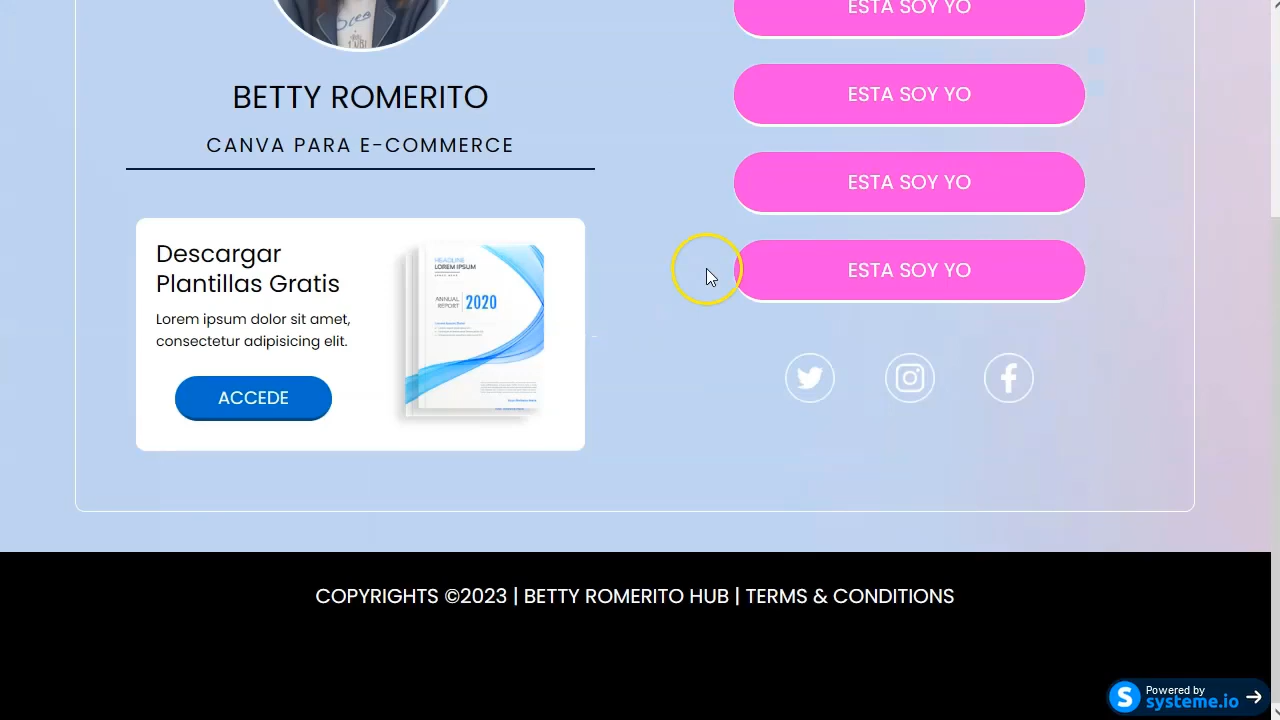 ESTA SOY YO
BETTY ROMERITO
CANVA PARA E-COMMERCE
ESTA SOY YO
ESTA SOY YO
ESTA SOY YO
Descargar
Plantillas Gratis
Lorem ipsum dolor sit amet,
consectetur adipisicing elit.
ACCEDE
HEADLINE
LOREM IPSUM
ANNUAL
REPORT
2020
COPYRIGHTS ©2023 | BETTY ROMERITO HUB | TERMS & CONDITIONS
Powered by
systeme.io